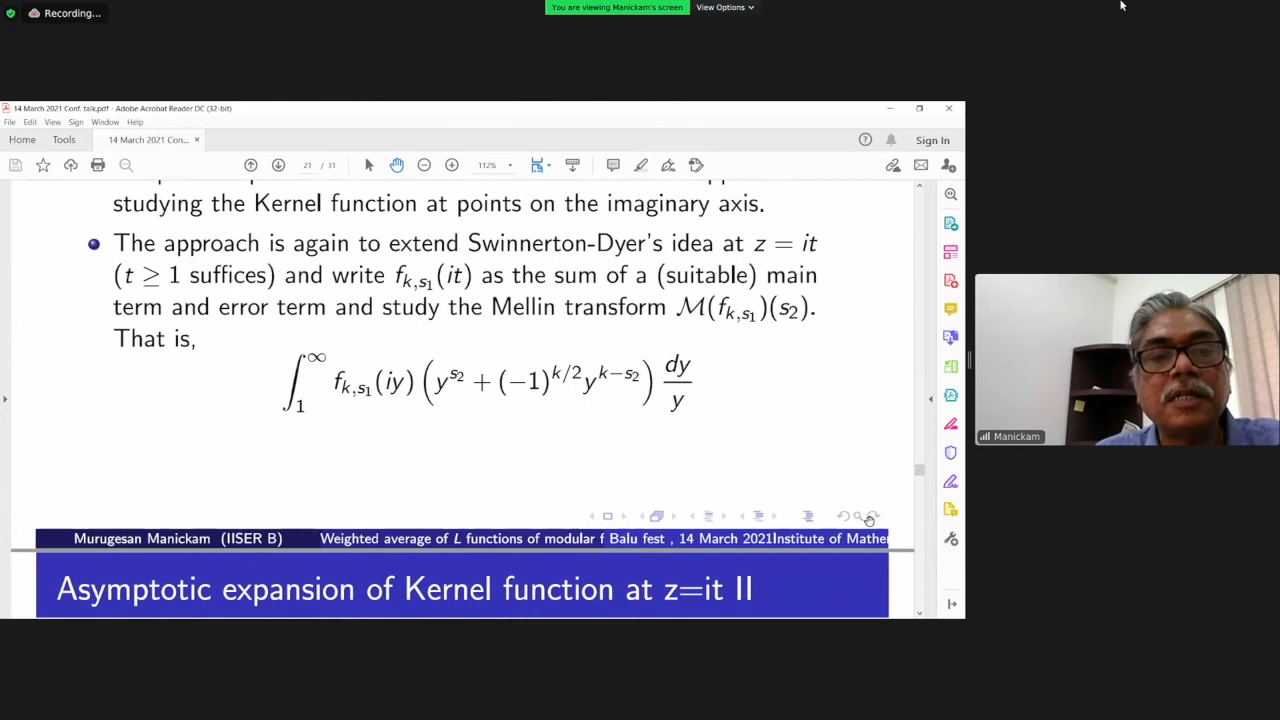 Recording...
You are viewing Manickam's screen
View Options
14 March 2021 Conf. talk.pdf - Adobe Acrobat Reader DC (32-bit)
File Edit View Sign Window Help
Home Tools 14 March 2021 Con... × Sign In
21 / 31 112%
studying the Kernel function at points on the imaginary axis.
The approach is again to extend Swinnerton-Dyer's idea at z = it
(t ≥ 1 suffices) and write f_{k,s_1}(it) as the sum of a (suitable) main
term and error term and study the Mellin transform M(f_{k,s_1})(s_2).
That is,
∫_1^∞ f_{k,s_1}(iy) (y^{s_2} + (−1)^{k/2} y^{k−s_2}) dy/y
Manickam
Murugesan Manickam (IISER B) Weighted average of L functions of modular f Balu fest , 14 March 2021Institute of Mathe
Asymptotic expansion of Kernel function at z=it II